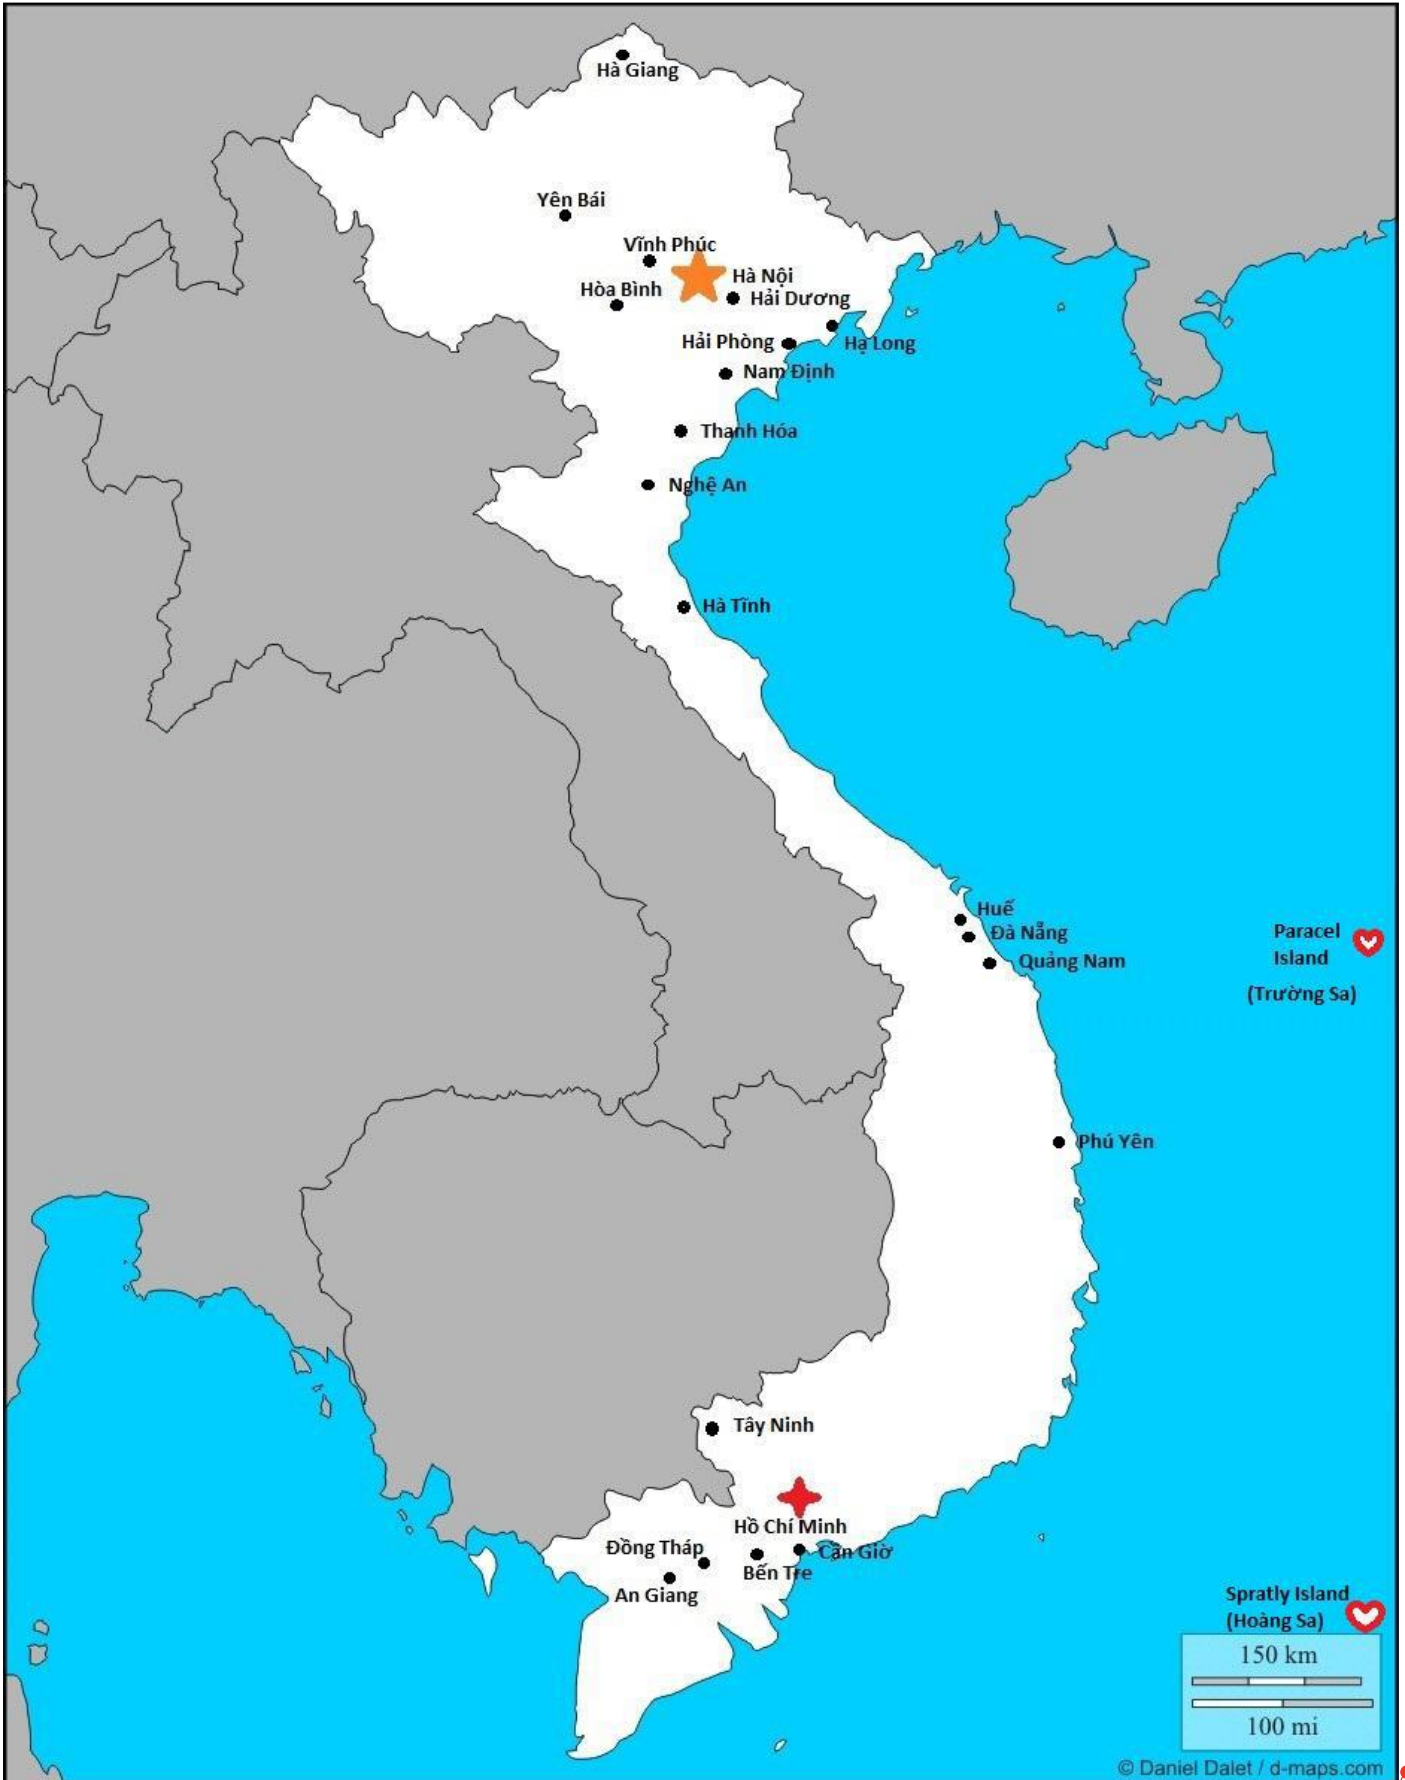 Hà Giang
Yên Bái
Vĩnh Phúc
Hà Nội
Hòa Bình
Hải Dương
Hải Phòng
Hạ Long
Nam Định
Thanh Hóa
Nghệ An
Hà Tĩnh
Huế
Đà Nẵng
Quảng Nam
Paracel
Island
(Trường Sa)
Phú Yên
Tây Ninh
Hồ Chí Minh
Cần Giờ
Đồng Tháp
Bến Tre
An Giang
Spratly Island
(Hoàng Sa)
150 km
100 mi
© Daniel Dalet / d-maps.com